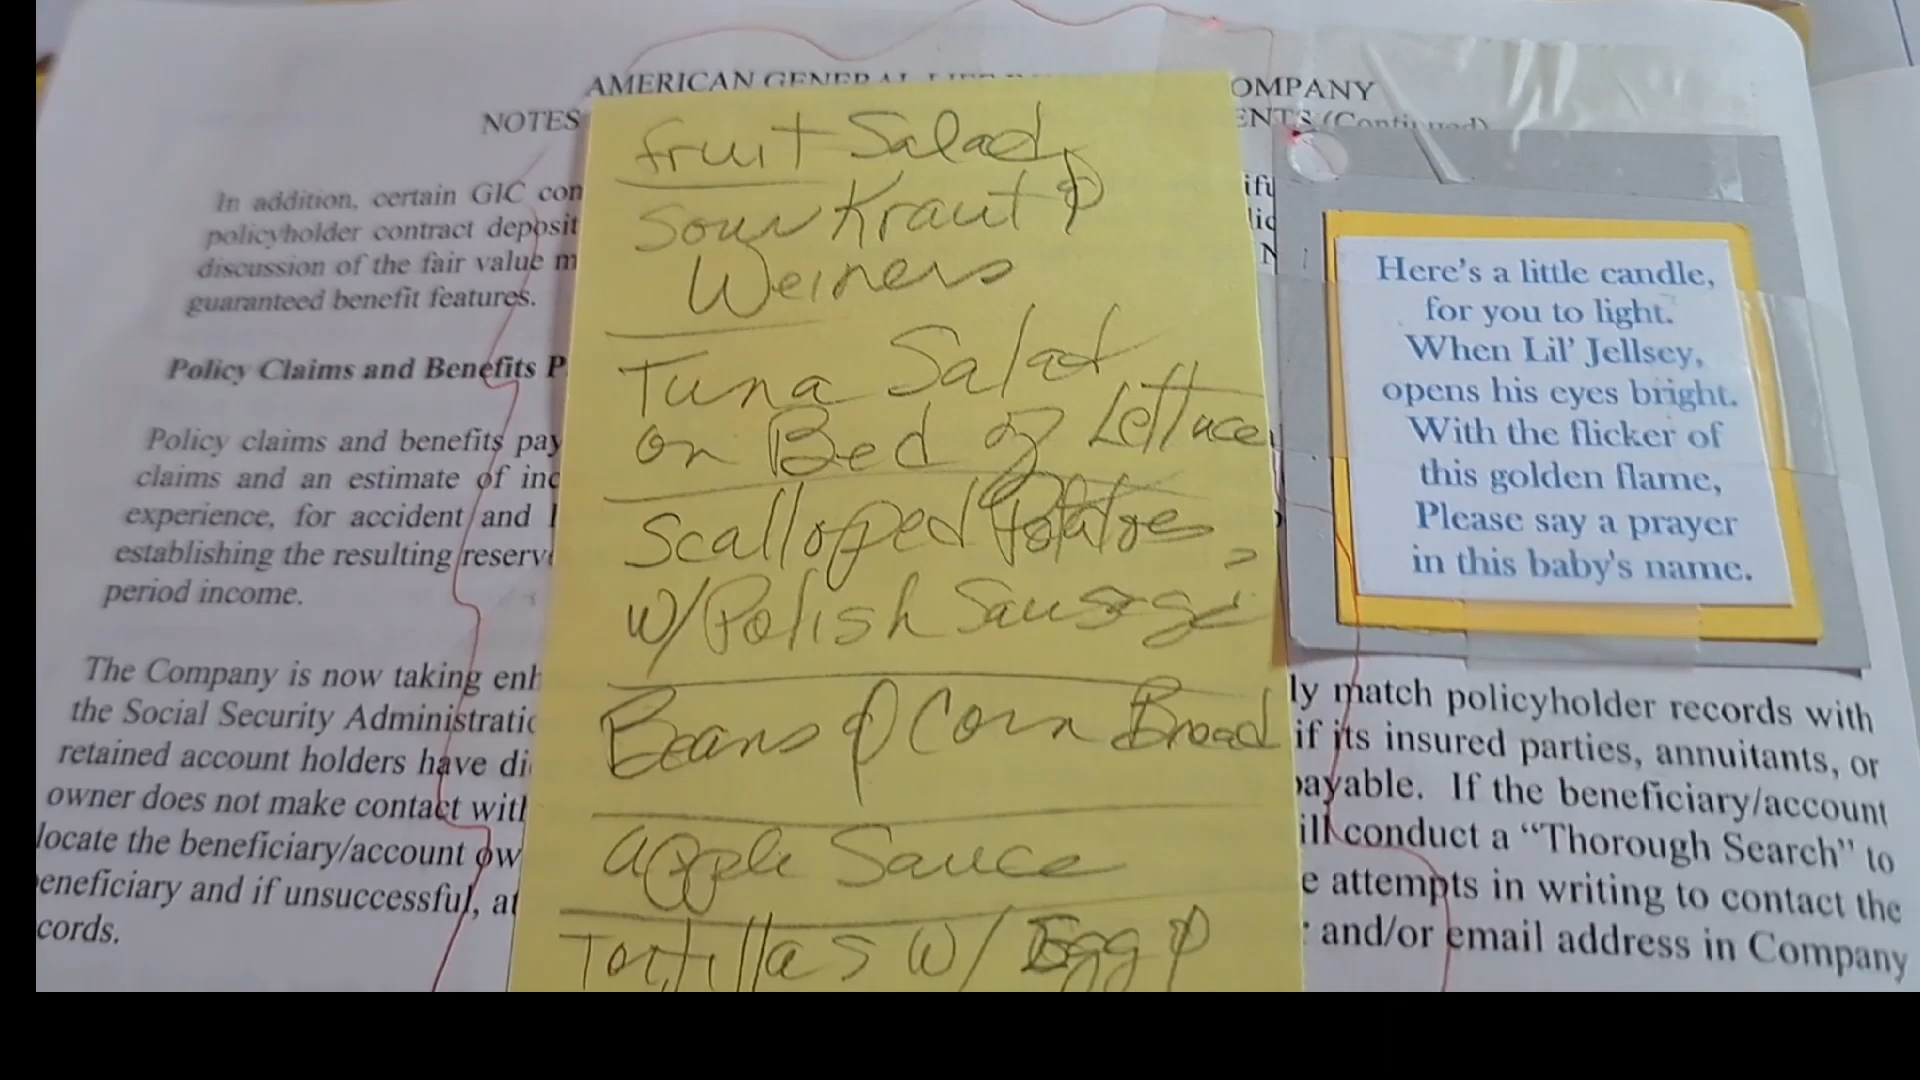 AMERICAN GENERAL
COMPANY
NOTES
ENTS (Continued)
In addition, certain GIC con
policyholder contract deposit
discussion of the fair value m
guaranteed benefit features.
Policy Claims and Benefits P
Policy claims and benefits pay
claims and an estimate of inc
experience, for accident and
establishing the resulting reserv
period income.
The Company is now taking enh
the Social Security Administratio
retained account holders have di
owner does not make contact with
locate the beneficiary/account ow
eneficiary and if unsuccessful, at
cords.
fruit Salad
Sour Kraut &
Weiners
Tuna Salad
on Bed of Lettuce
Scalloped Potatoes
w/Polish Sausage
Beans & Corn Bread
apple Sauce
Tortillas w/ Egg &
Here's a little candle,
for you to light.
When Lil' Jellsey,
opens his eyes bright.
With the flicker of
this golden flame,
Please say a prayer
in this baby's name.
ly match policyholder records with
if its insured parties, annuitants, or
payable. If the beneficiary/account
ill conduct a “Thorough Search” to
e attempts in writing to contact the
and/or email address in Company